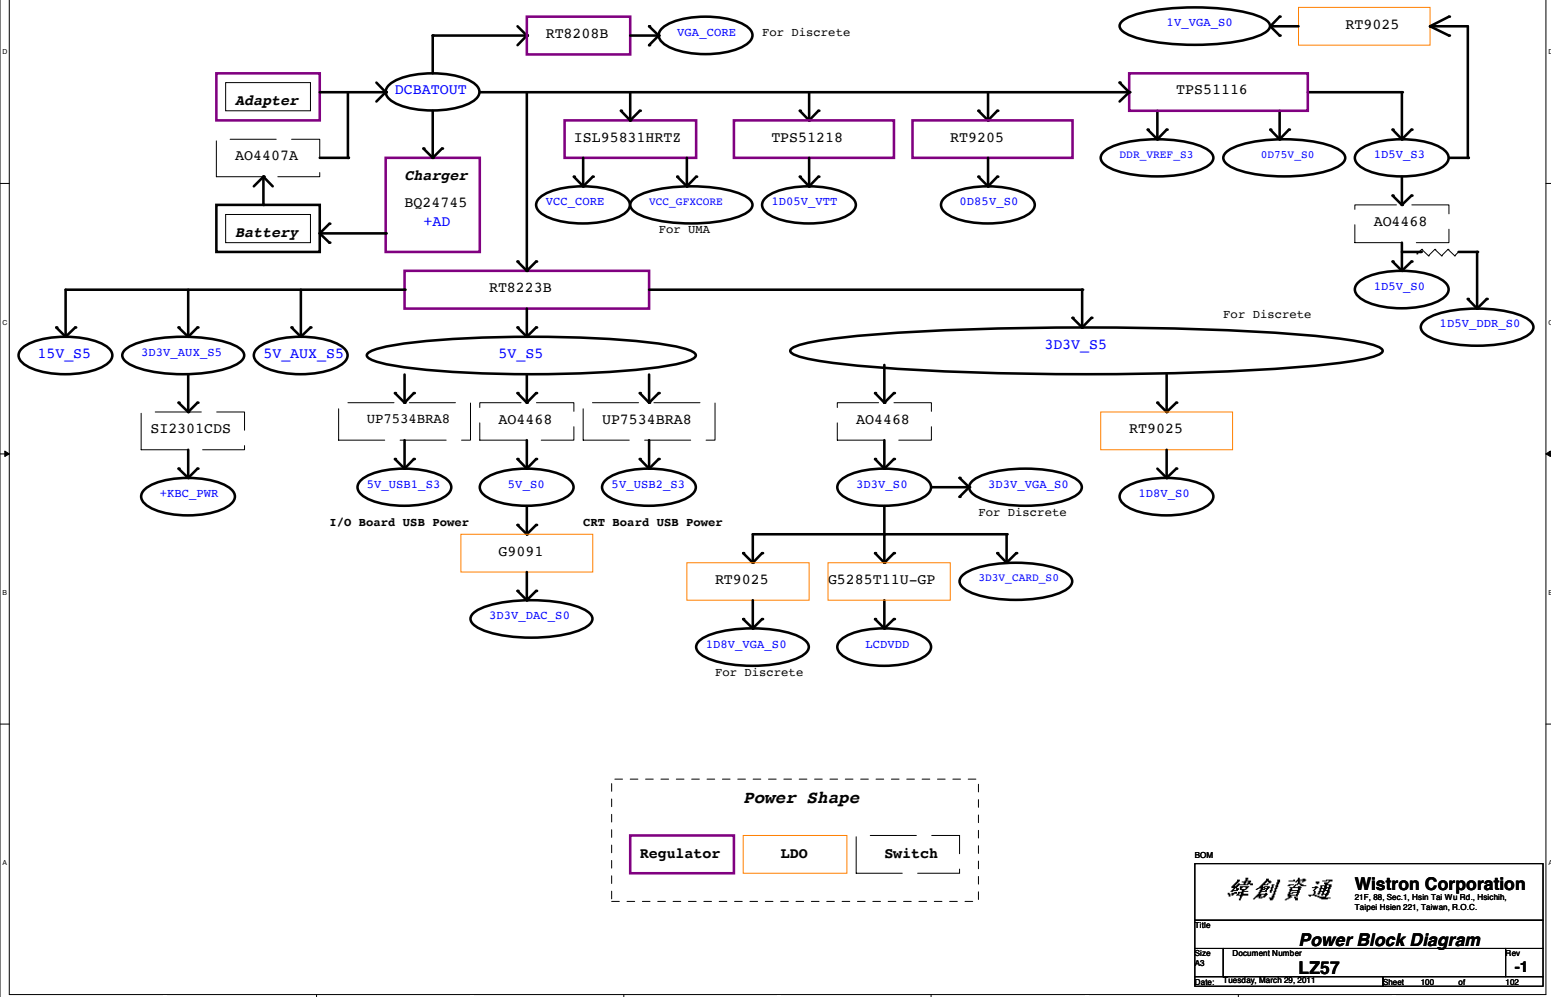 RT8208B
VGA_CORE
For Discrete
1V_VGA_S0
RT9025
D
D
Adapter
DCBATOUT
TPS51116
AO4407A
ISL95831HRTZ
TPS51218
RT9205
DDR_VREF_S3
0D75V_S0
1D5V_S3
Charger
BQ24745
+AD
VCC_CORE
VCC_GFXCORE
For UMA
1D05V_VTT
0D85V_S0
AO4468
Battery
RT8223B
1D5V_S0
1D5V_DDR_S0
For Discrete
C
15V_S5
3D3V_AUX_S5
5V_AUX_S5
5V_S5
3D3V_S5
SI2301CDS
UP7534BRA8
AO4468
UP7534BRA8
AO4468
RT9025
+KBC_PWR
5V_USB1_S3
5V_S0
5V_USB2_S3
3D3V_S0
3D3V_VGA_S0
For Discrete
1D8V_S0
I/O Board USB Power
CRT Board USB Power
G9091
RT9025
G5285T11U-GP
3D3V_CARD_S0
B
3D3V_DAC_S0
1D8V_VGA_S0
For Discrete
LCDVDD
Power Shape
Regulator
LDO
Switch
A
BOM
緯創資通
Wistron Corporation
21F, 88, Sec.1, Hsin Tai Wu Rd., Hsichih,
Taipei Hsien 221, Taiwan, R.O.C.
Title
Power Block Diagram
Size
A3
Document Number
LZ57
Rev
-1
Date: Tuesday, March 29, 2011
Sheet 100 of 102